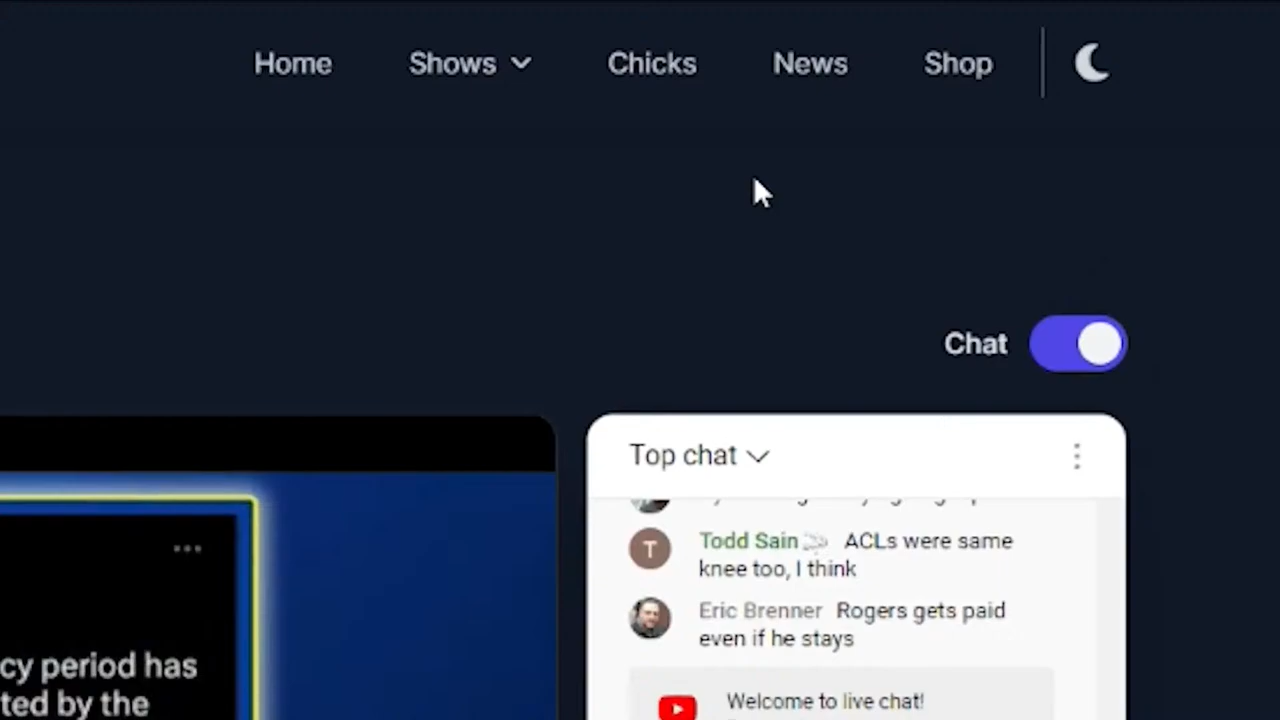 Home Shows Chicks News Shop
Chat
Top chat
Todd Sain ACLs were same
knee too, I think
Eric Brenner Rogers gets paid
even if he stays
cy period has
ted by the
Welcome to live chat!